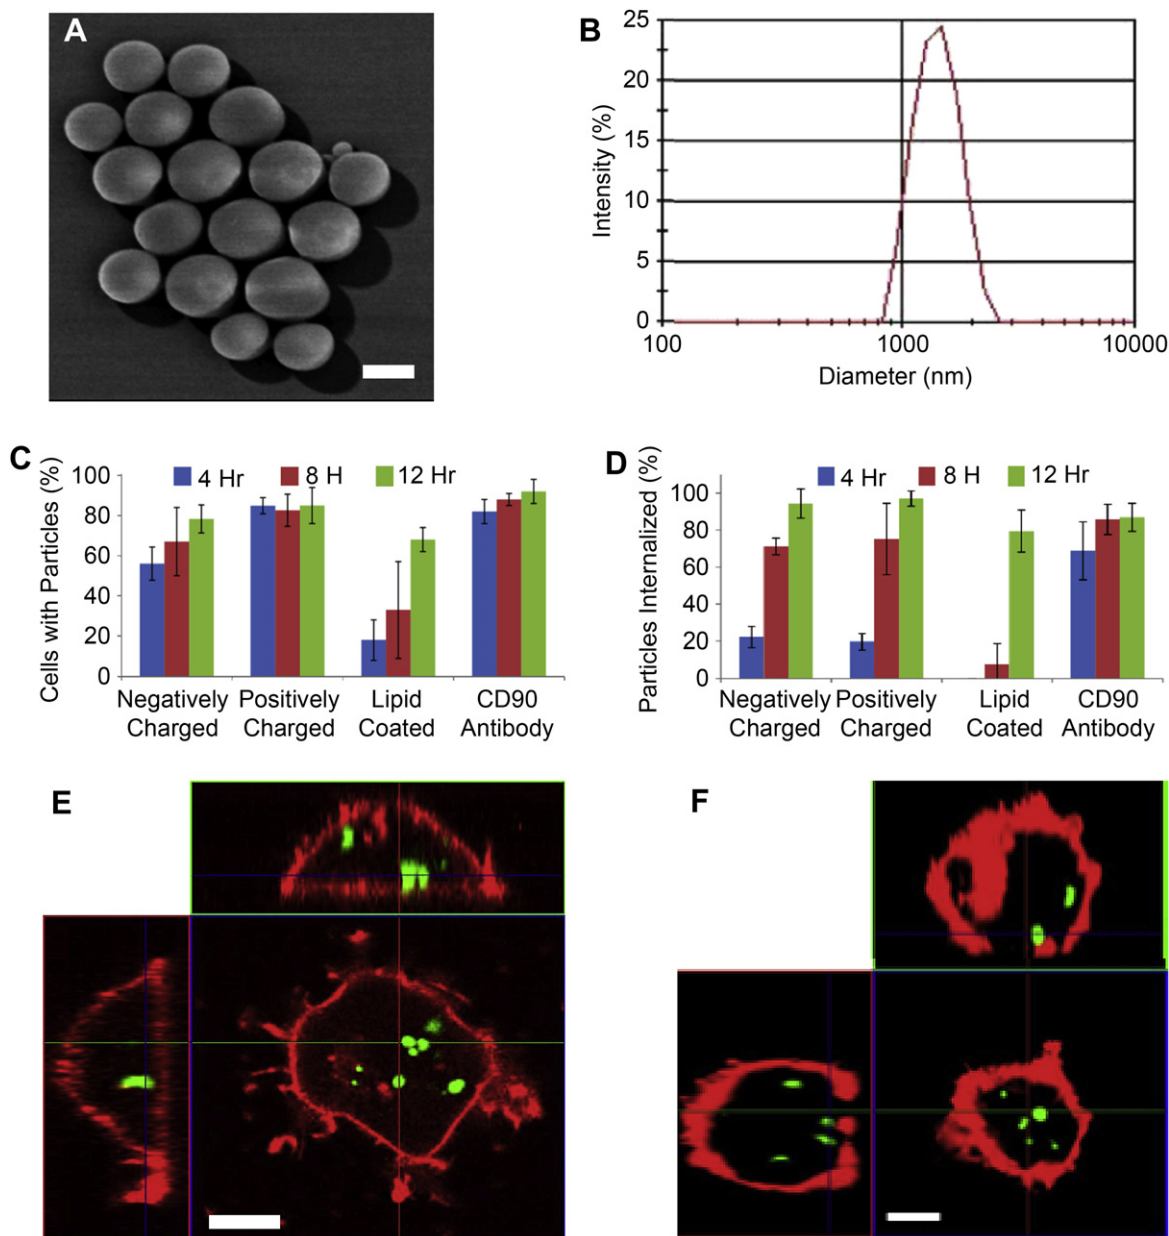 A
B
25
20
15
10
5
0
Intensity (%)
100
1000
10000
Diameter (nm)
C
Cells with Particles (%)
100
80
60
40
20
0
4 Hr
8 H
12 Hr
Negatively
Charged
Positively
Charged
Lipid
Coated
CD90
Antibody
D
Particles Internalized (%)
100
80
60
40
20
0
4 Hr
8 H
12 Hr
Negatively
Charged
Positively
Charged
Lipid
Coated
CD90
Antibody
E
F